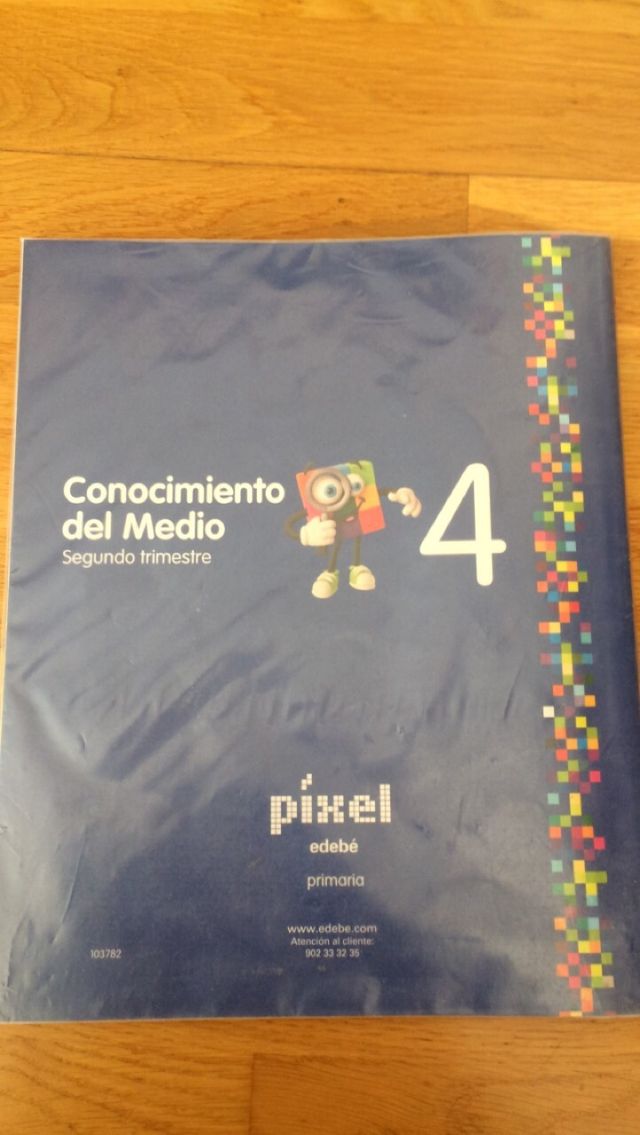 Conocimiento
del Medio
Segundo trimestre
4
píxel
edebé
primaria
www.edebe.com
Atención al cliente:
902 33 32 35
103782